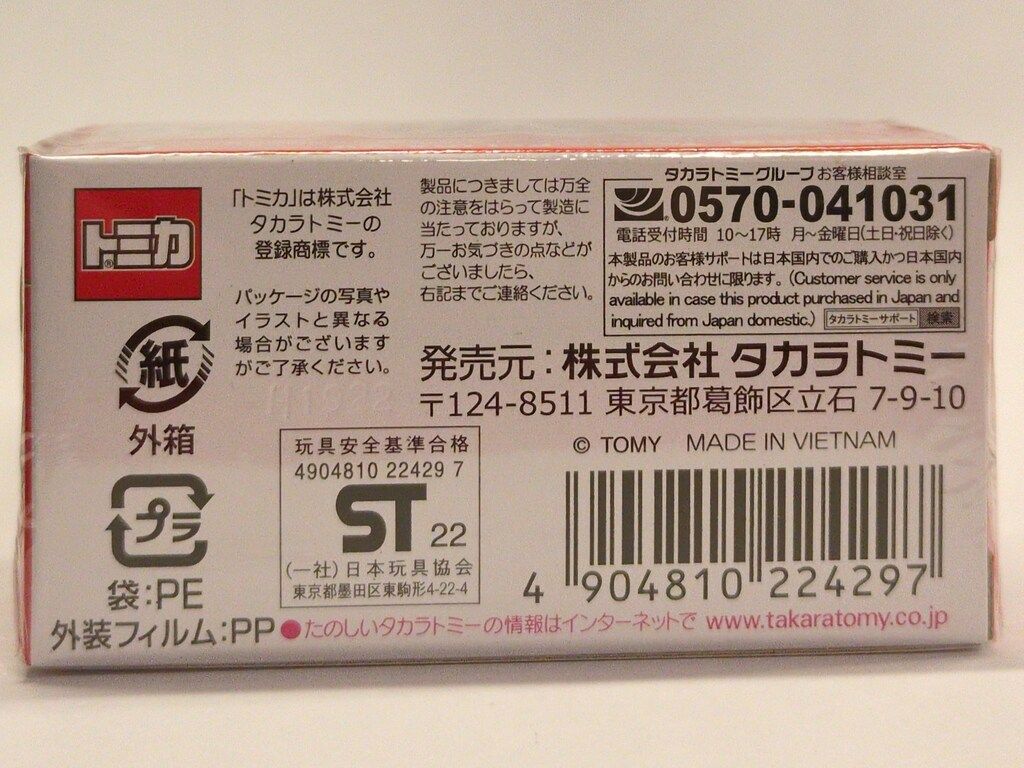 トミカ
®
「トミカ」は株式会社
タカラトミーの
登録商標です。
パッケージの写真や
イラストと異なる
場合がございます
がご了承ください。
製品につきましては万全
の注意をはらって製造に
当たっておりますが、
万一お気づきの点などが
ございましたら、
右記までご連絡ください。
タカラトミーグループお客様相談室
0570-041031
電話受付時間 10～17時 月～金曜日(土日・祝日除く)
本製品のお客様サポートは日本国内でのご購入かつ日本国内
からのお問い合わせに限ります。(Customer service is only
available in case this product purchased in Japan and
inquired from Japan domestic.) タカラトミーサポート 検索
発売元：株式会社 タカラトミー
〒124-8511 東京都葛飾区立石 7-9-10
© TOMY MADE IN VIETNAM
紙
外箱
プラ
袋:PE
外装フィルム:PP
玩具安全基準合格
4904810 22429 7
ST 22
(一社)日本玩具協会
東京都墨田区東駒形4-22-4
4 904810 224297
●たのしいタカラトミーの情報はインターネットで www.takaratomy.co.jp